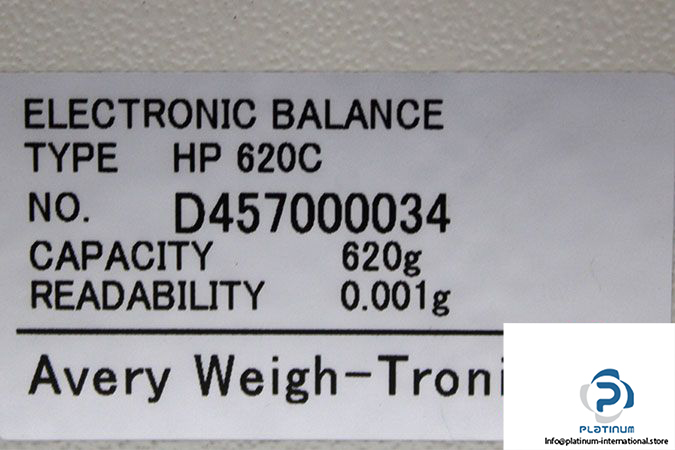 ELECTRONIC BALANCE
TYPE HP 620C
NO. D457000034
CAPACITY 620g
READABILITY 0.001g
Avery Weigh-Troni
PLATINUM
Info@platinum-international.store